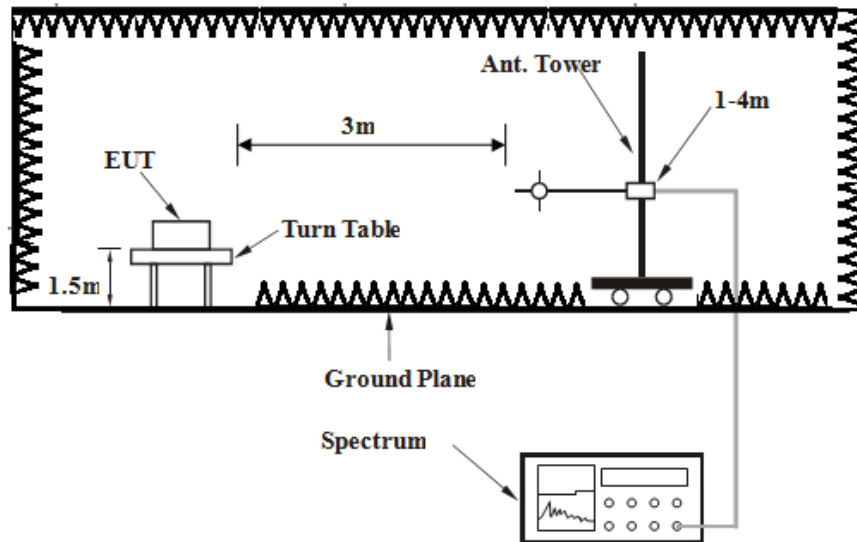 Ant. Tower
1-4m
3m
EUT
Turn Table
1.5m
Ground Plane
Spectrum